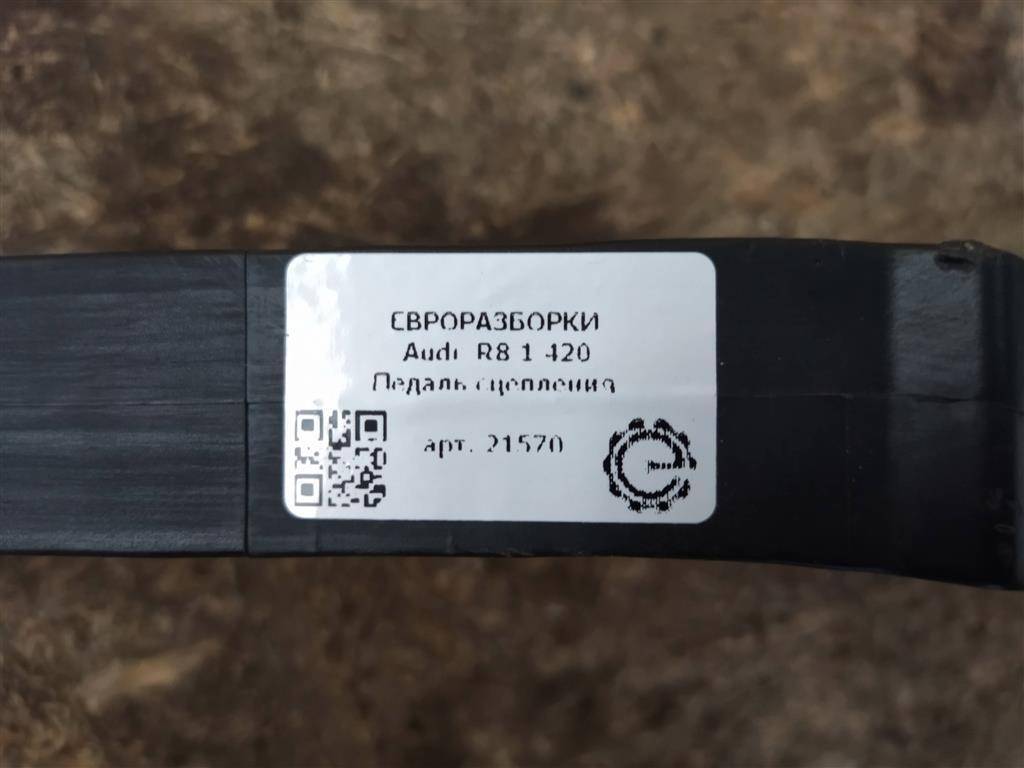 ЕВРОРАЗБОРКИ
Audi R8 1 420
Педаль сцепления
арт. 21570